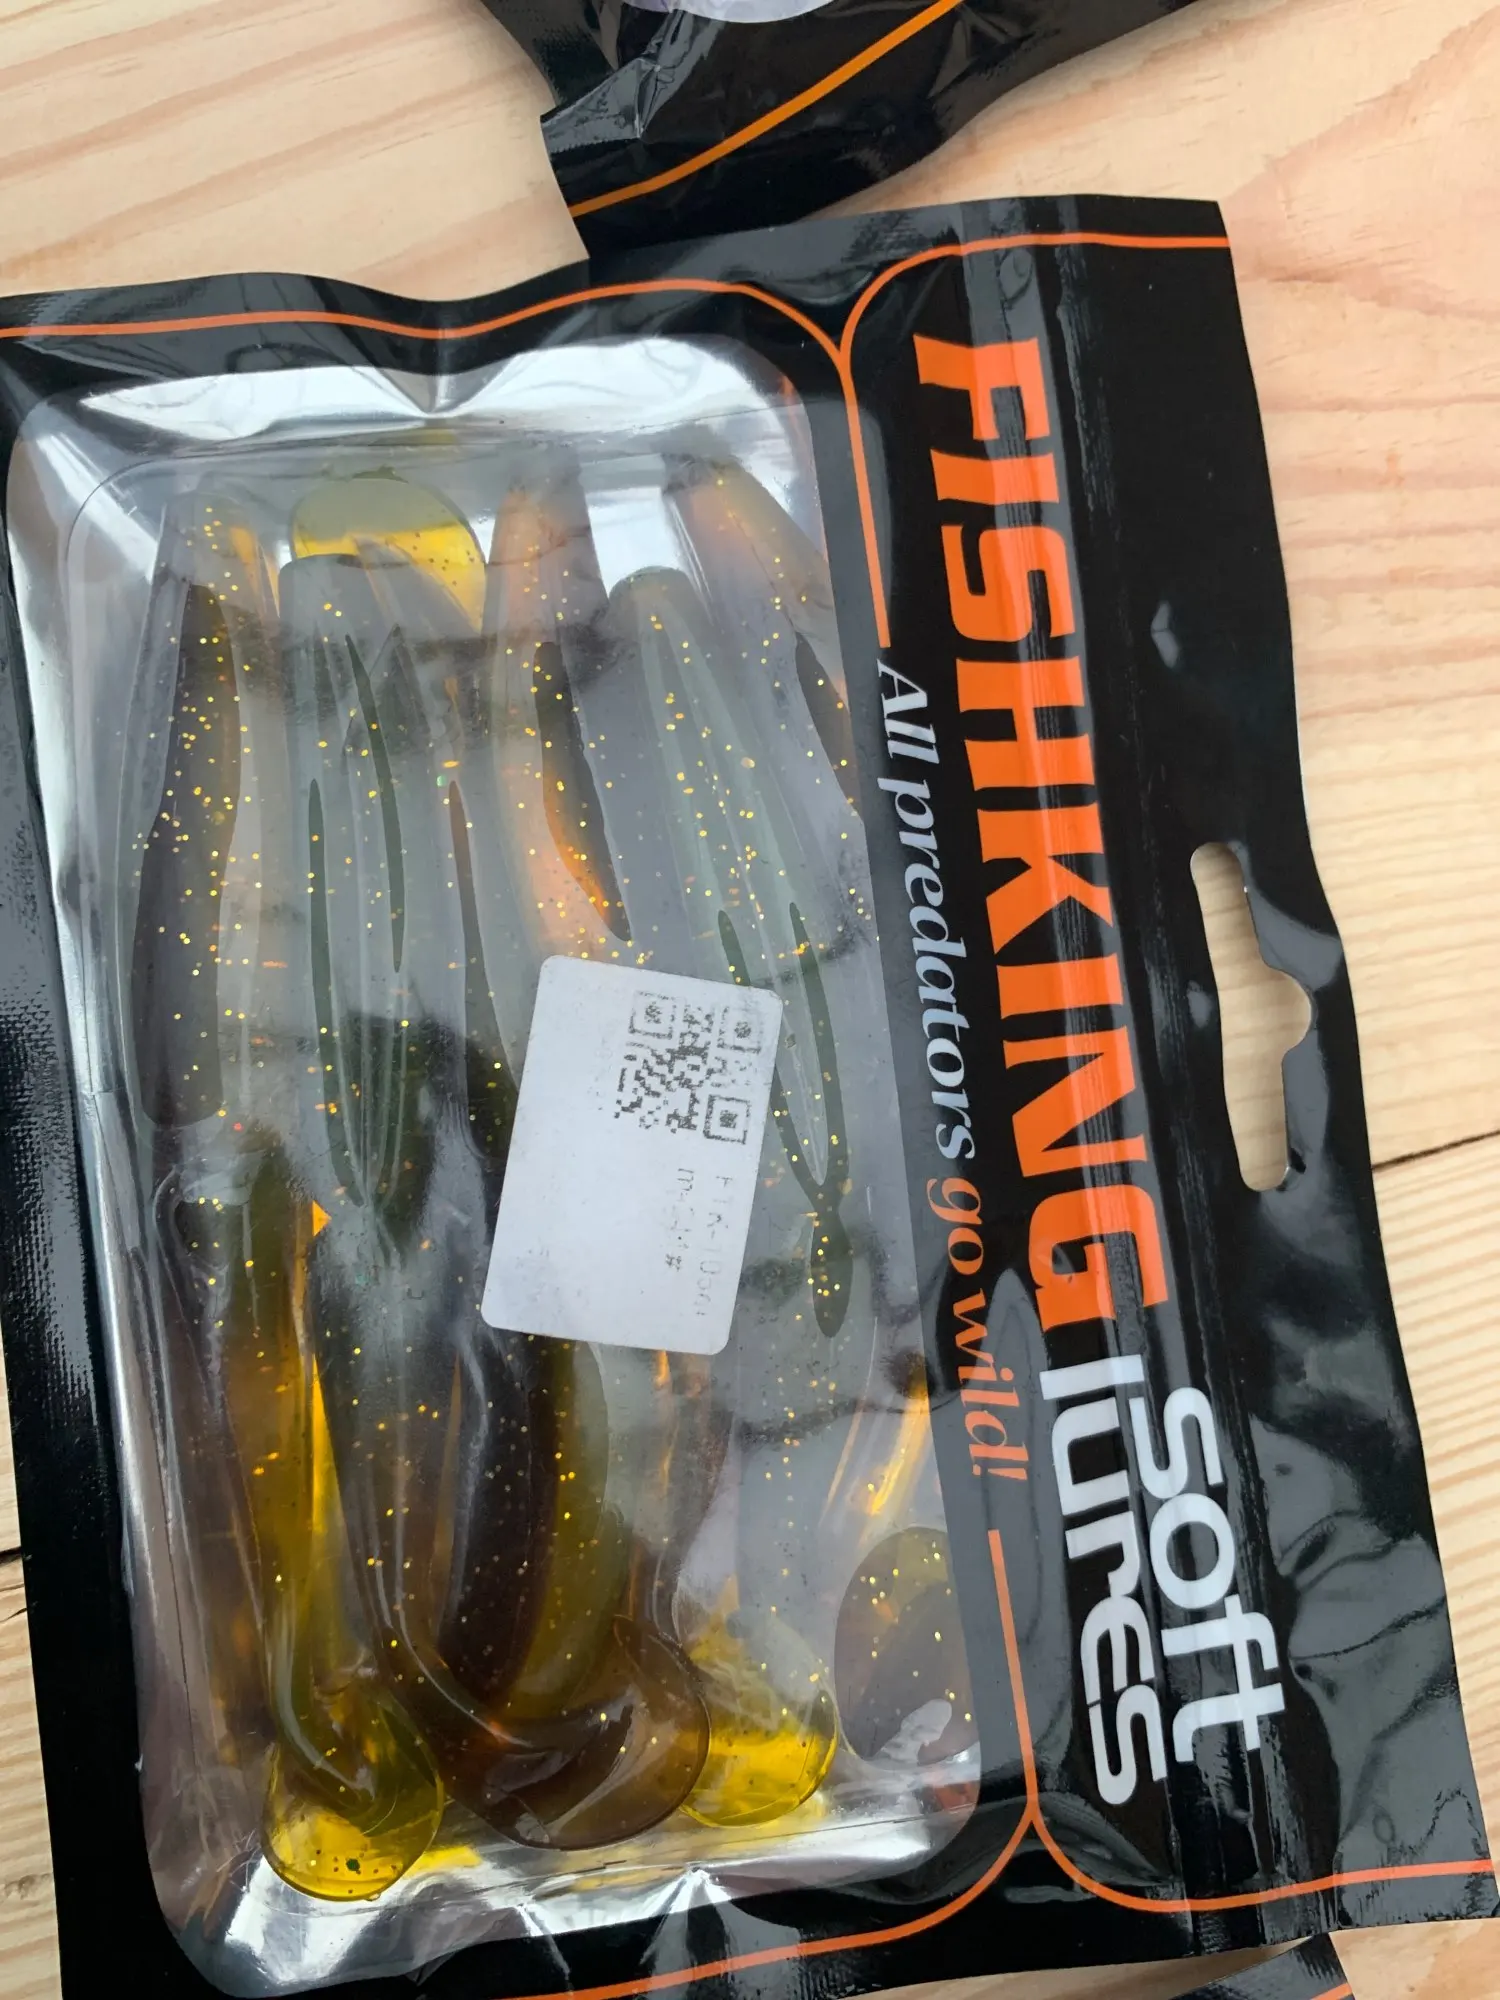 FISHKING
soft
lures
All predators go wild!